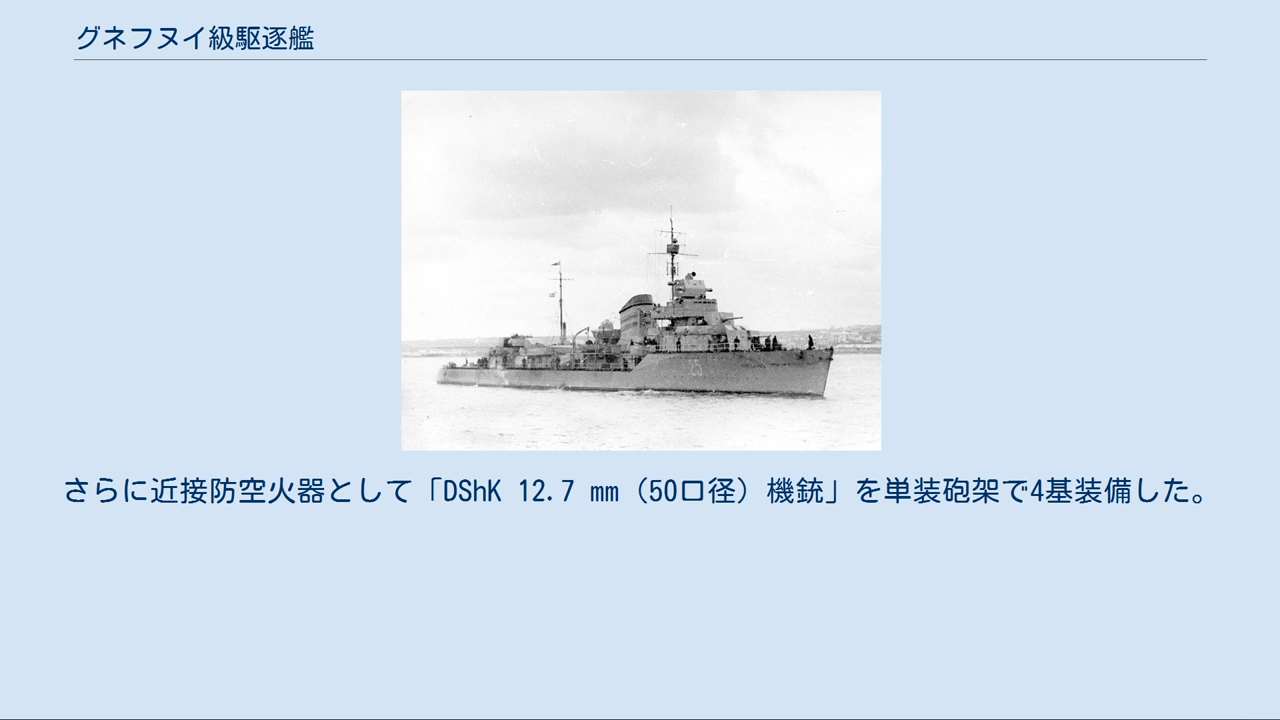 グネフヌイ級駆逐艦
25
さらに近接防空火器として「DShK 12.7 mm（50口径）機銃」を単装砲架で4基装備した。